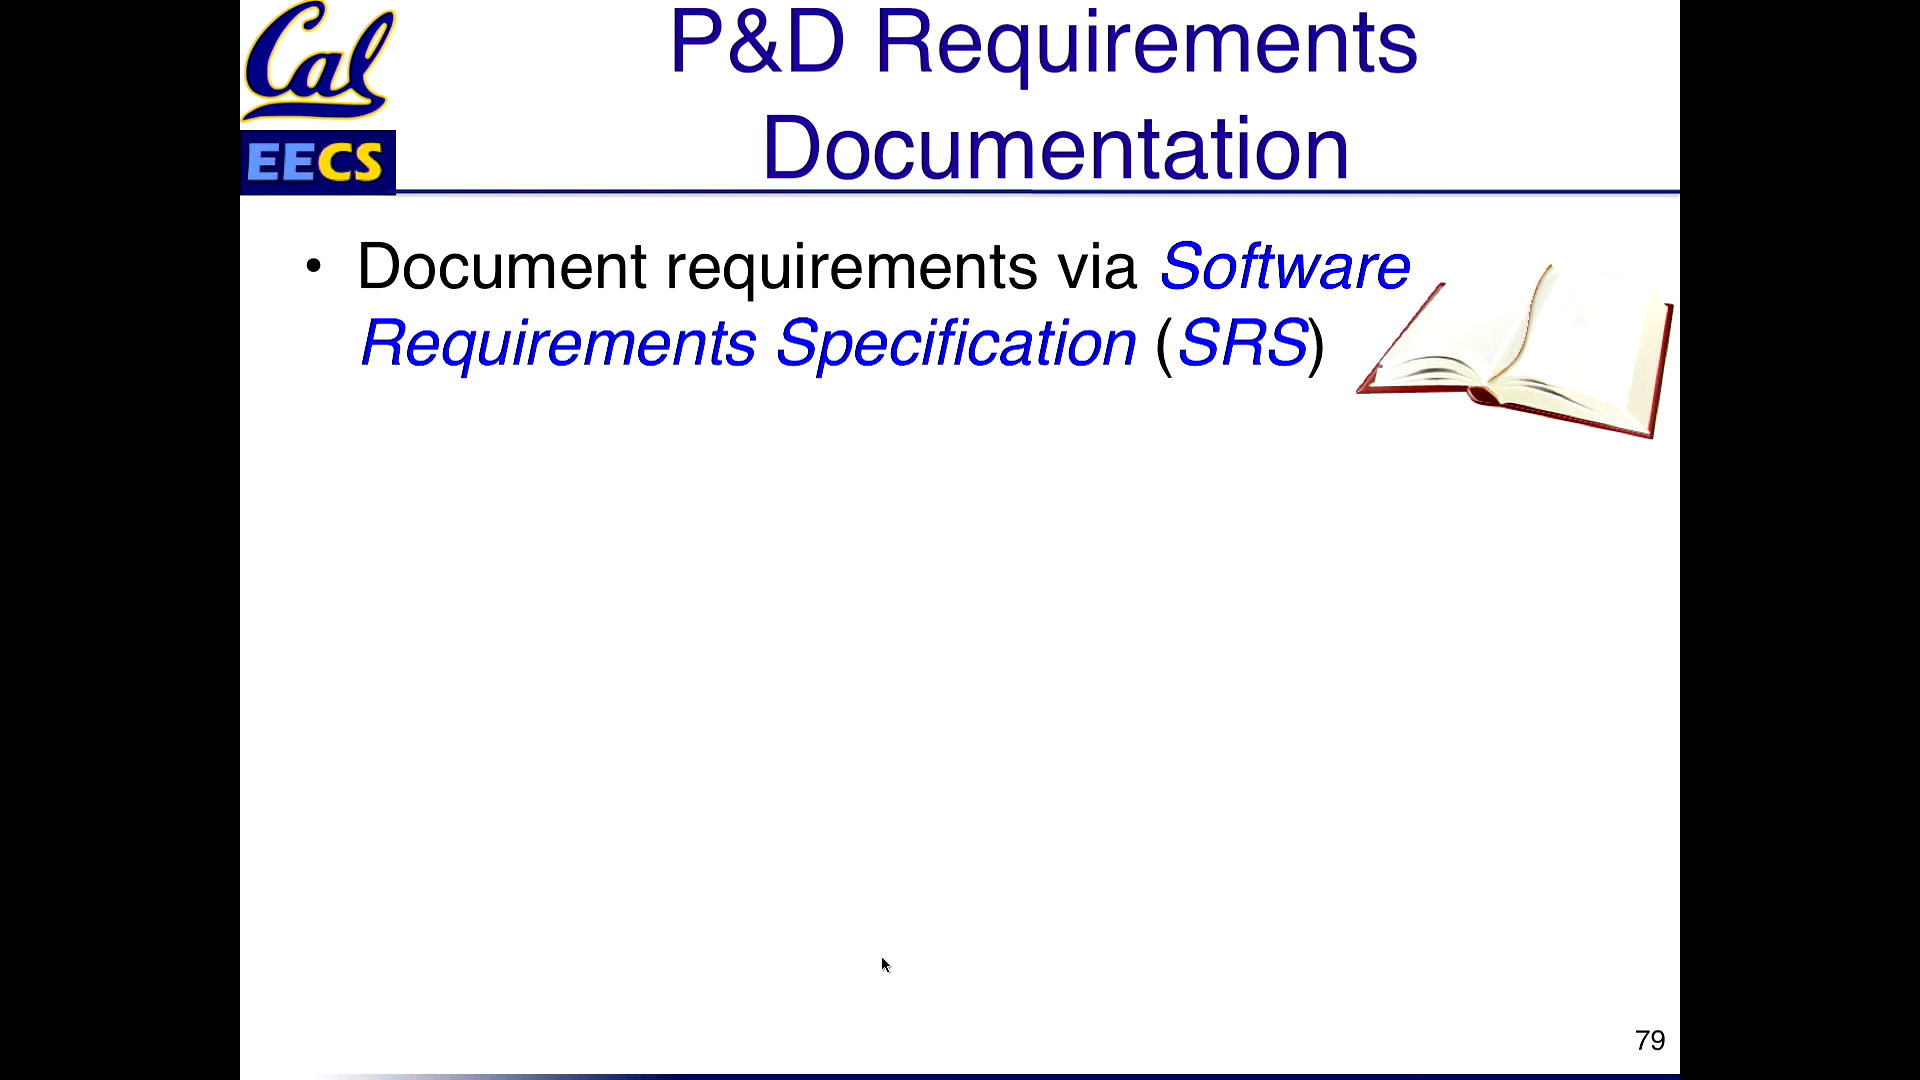 Cal
EECS
P&D Requirements
Documentation
• Document requirements via Software
Requirements Specification (SRS)
79